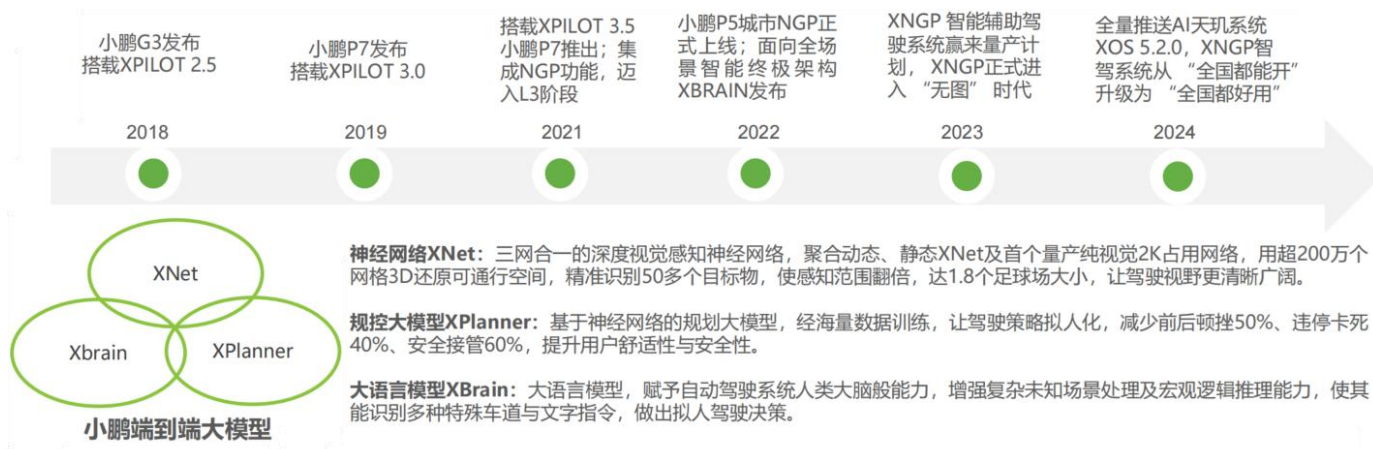 小鹏G3发布
搭载XPILOT 2.5
小鹏P7发布
搭载XPILOT 3.0
搭载XPILOT 3.5
小鹏P7推出；集
成NGP功能，迈
入L3阶段
小鹏P5城市NGP正
式上线；面向全场
景智能终极架构
XBRAIN发布
XNGP 智能辅助驾
驶系统赢来量产计
划， XNGP正式进
入 “无图” 时代
全量推送AI天玑系统
XOS 5.2.0，XNGP智
驾系统从 “全国都能开”
升级为 “全国都好用”
2018
2019
2021
2022
2023
2024
XNet
Xbrain
XPlanner
小鹏端到端大模型
神经网络XNet：三网合一的深度视觉感知神经网络，聚合动态、静态XNet及首个量产纯视觉2K占用网络，用超200万个
网格3D还原可通行空间，精准识别50多个目标物，使感知范围翻倍，达1.8个足球场大小，让驾驶视野更清晰广阔。
规控大模型XPlanner：基于神经网络的规划大模型，经海量数据训练，让驾驶策略拟人化，减少前后顿挫50%、违停卡死
40%、安全接管60%，提升用户舒适性与安全性。
大语言模型XBrain：大语言模型，赋予自动驾驶系统人类大脑般能力，增强复杂未知场景处理及宏观逻辑推理能力，使其
能识别多种特殊车道与文字指令，做出拟人驾驶决策。